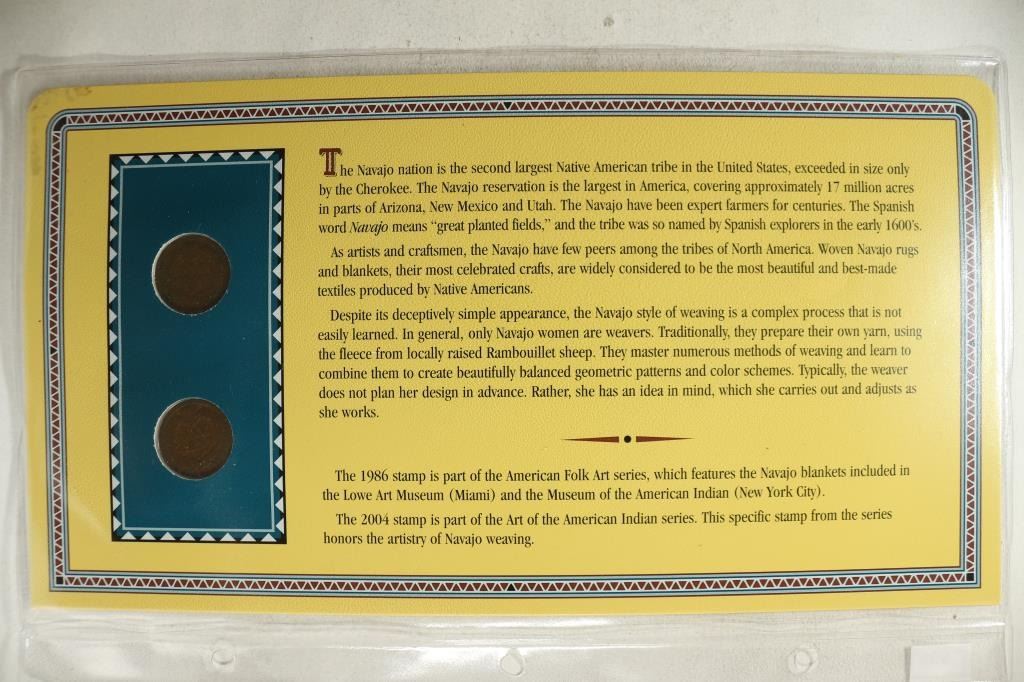 The Navajo nation is the second largest Native American tribe in the United States, exceeded in size only
by the Cherokee. The Navajo reservation is the largest in America, covering approximately 17 million acres
in parts of Arizona, New Mexico and Utah. The Navajo have been expert farmers for centuries. The Spanish
word Navajo means “great planted fields,” and the tribe was so named by Spanish explorers in the early 1600’s.
As artists and craftsmen, the Navajo have few peers among the tribes of North America. Woven Navajo rugs
and blankets, their most celebrated crafts, are widely considered to be the most beautiful and best-made
textiles produced by Native Americans.
Despite its deceptively simple appearance, the Navajo style of weaving is a complex process that is not
easily learned. In general, only Navajo women are weavers. Traditionally, they prepare their own yarn, using
the fleece from locally raised Rambouillet sheep. They master numerous methods of weaving and learn to
combine them to create beautifully balanced geometric patterns and color schemes. Typically, the weaver
does not plan her design in advance. Rather, she has an idea in mind, which she carries out and adjusts as
she works.
The 1986 stamp is part of the American Folk Art series, which features the Navajo blankets included in
the Lowe Art Museum (Miami) and the Museum of the American Indian (New York City).
The 2004 stamp is part of the Art of the American Indian series. This specific stamp from the series
honors the artistry of Navajo weaving.